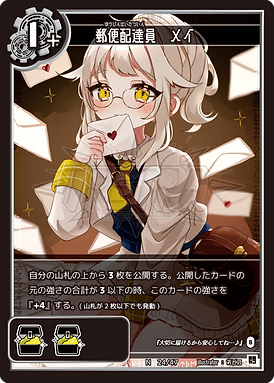 ゆうびんはいたついん
1+
郵便配達員　メイ
自分の山札の上から3枚を公開する。公開したカードの
元の強さの合計が3以下の時、このカードの強さを
『+4』する。(山札が2枚以下でも発動)
『大切に届けるから安心してね―♪』
N 24/47 Illustrator